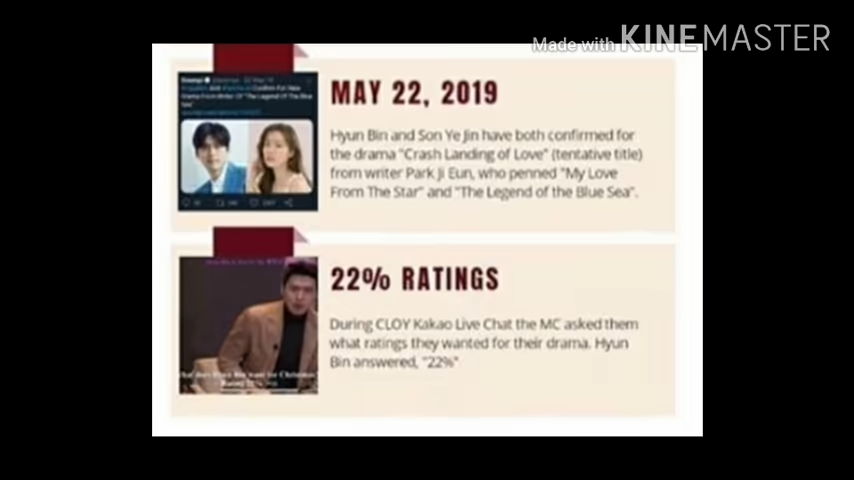 Made with KINEMASTER
MAY 22, 2019
Hyun Bin and Son Ye Jin have both confirmed for
the drama "Crash Landing of Love" (tentative title)
from writer Park Ji Eun, who penned "My Love
From The Star" and "The Legend of the Blue Sea".
22% RATINGS
During CLOY Kakao Live Chat the MC asked them
what ratings they wanted for their drama. Hyun
Bin answered, "22%"